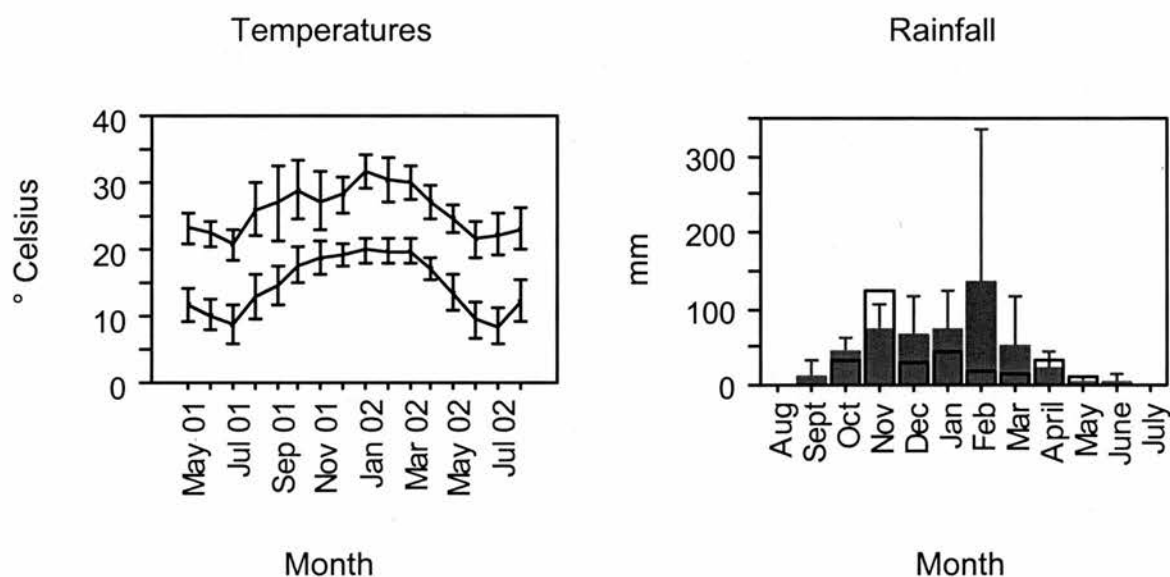 Temperatures
° Celsius
40
30
20
10
0
May 01
Jul 01
Sep 01
Nov 01
Jan 02
Mar 02
May 02
Jul 02
Month
Rainfall
mm
300
200
100
0
Aug
Sept
Oct
Nov
Dec
Jan
Feb
Mar
April
May
June
July
Month